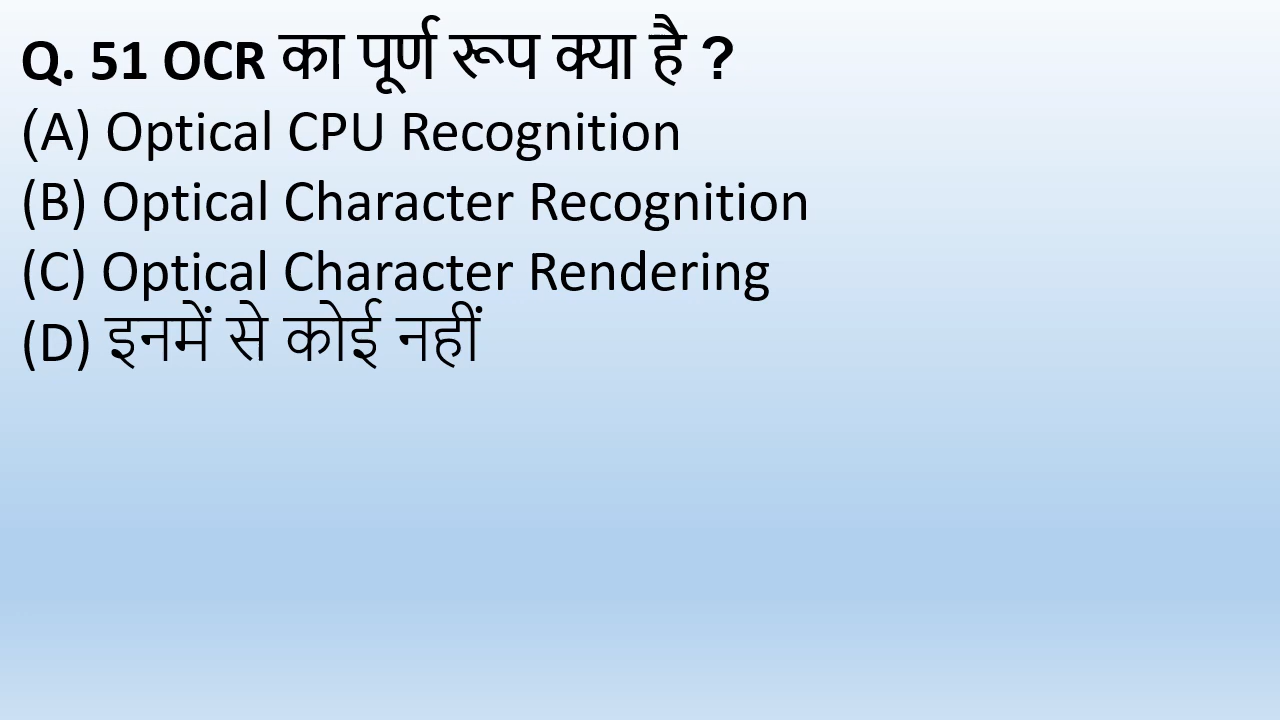 Q. 51 OCR का पूर्ण रूप क्या है ?
(A) Optical CPU Recognition
(B) Optical Character Recognition
(C) Optical Character Rendering
(D) इनमें से कोई नहीं